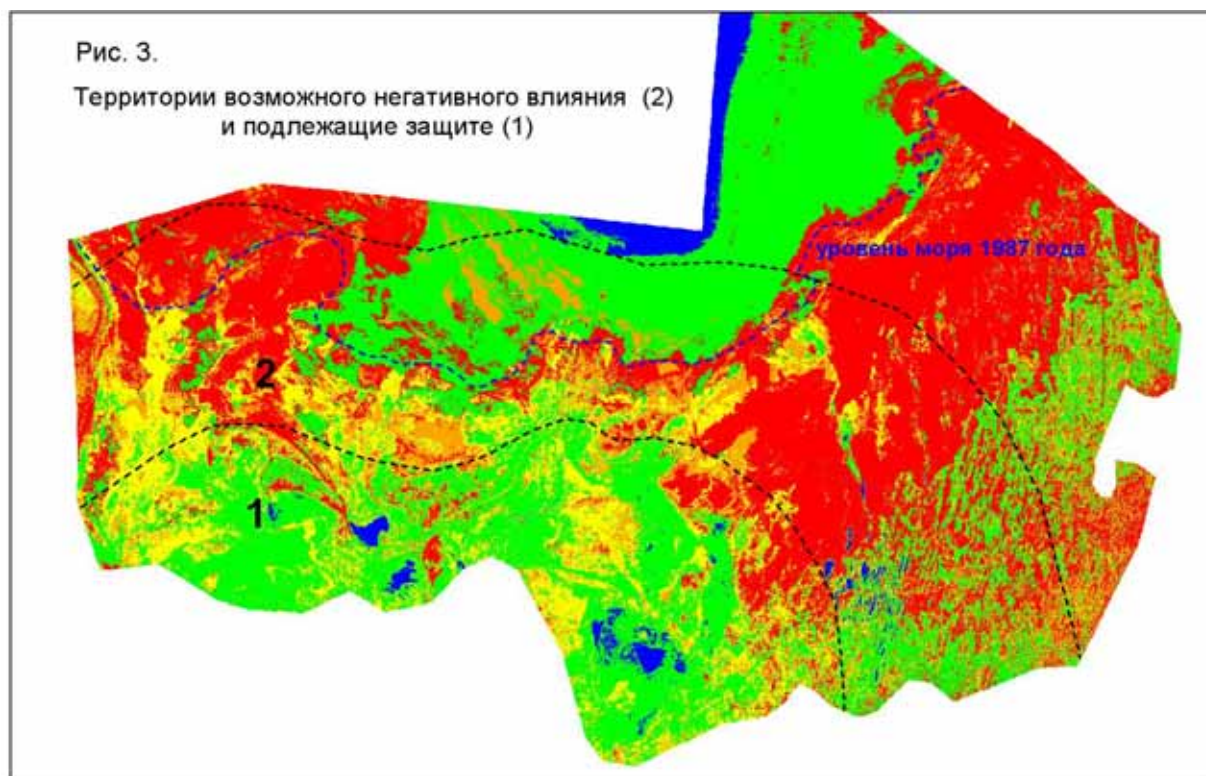 Рис. 3.
Территории возможного негативного влияния (2)
и подлежащие защите (1)
уровень моря 1987 года
2
1